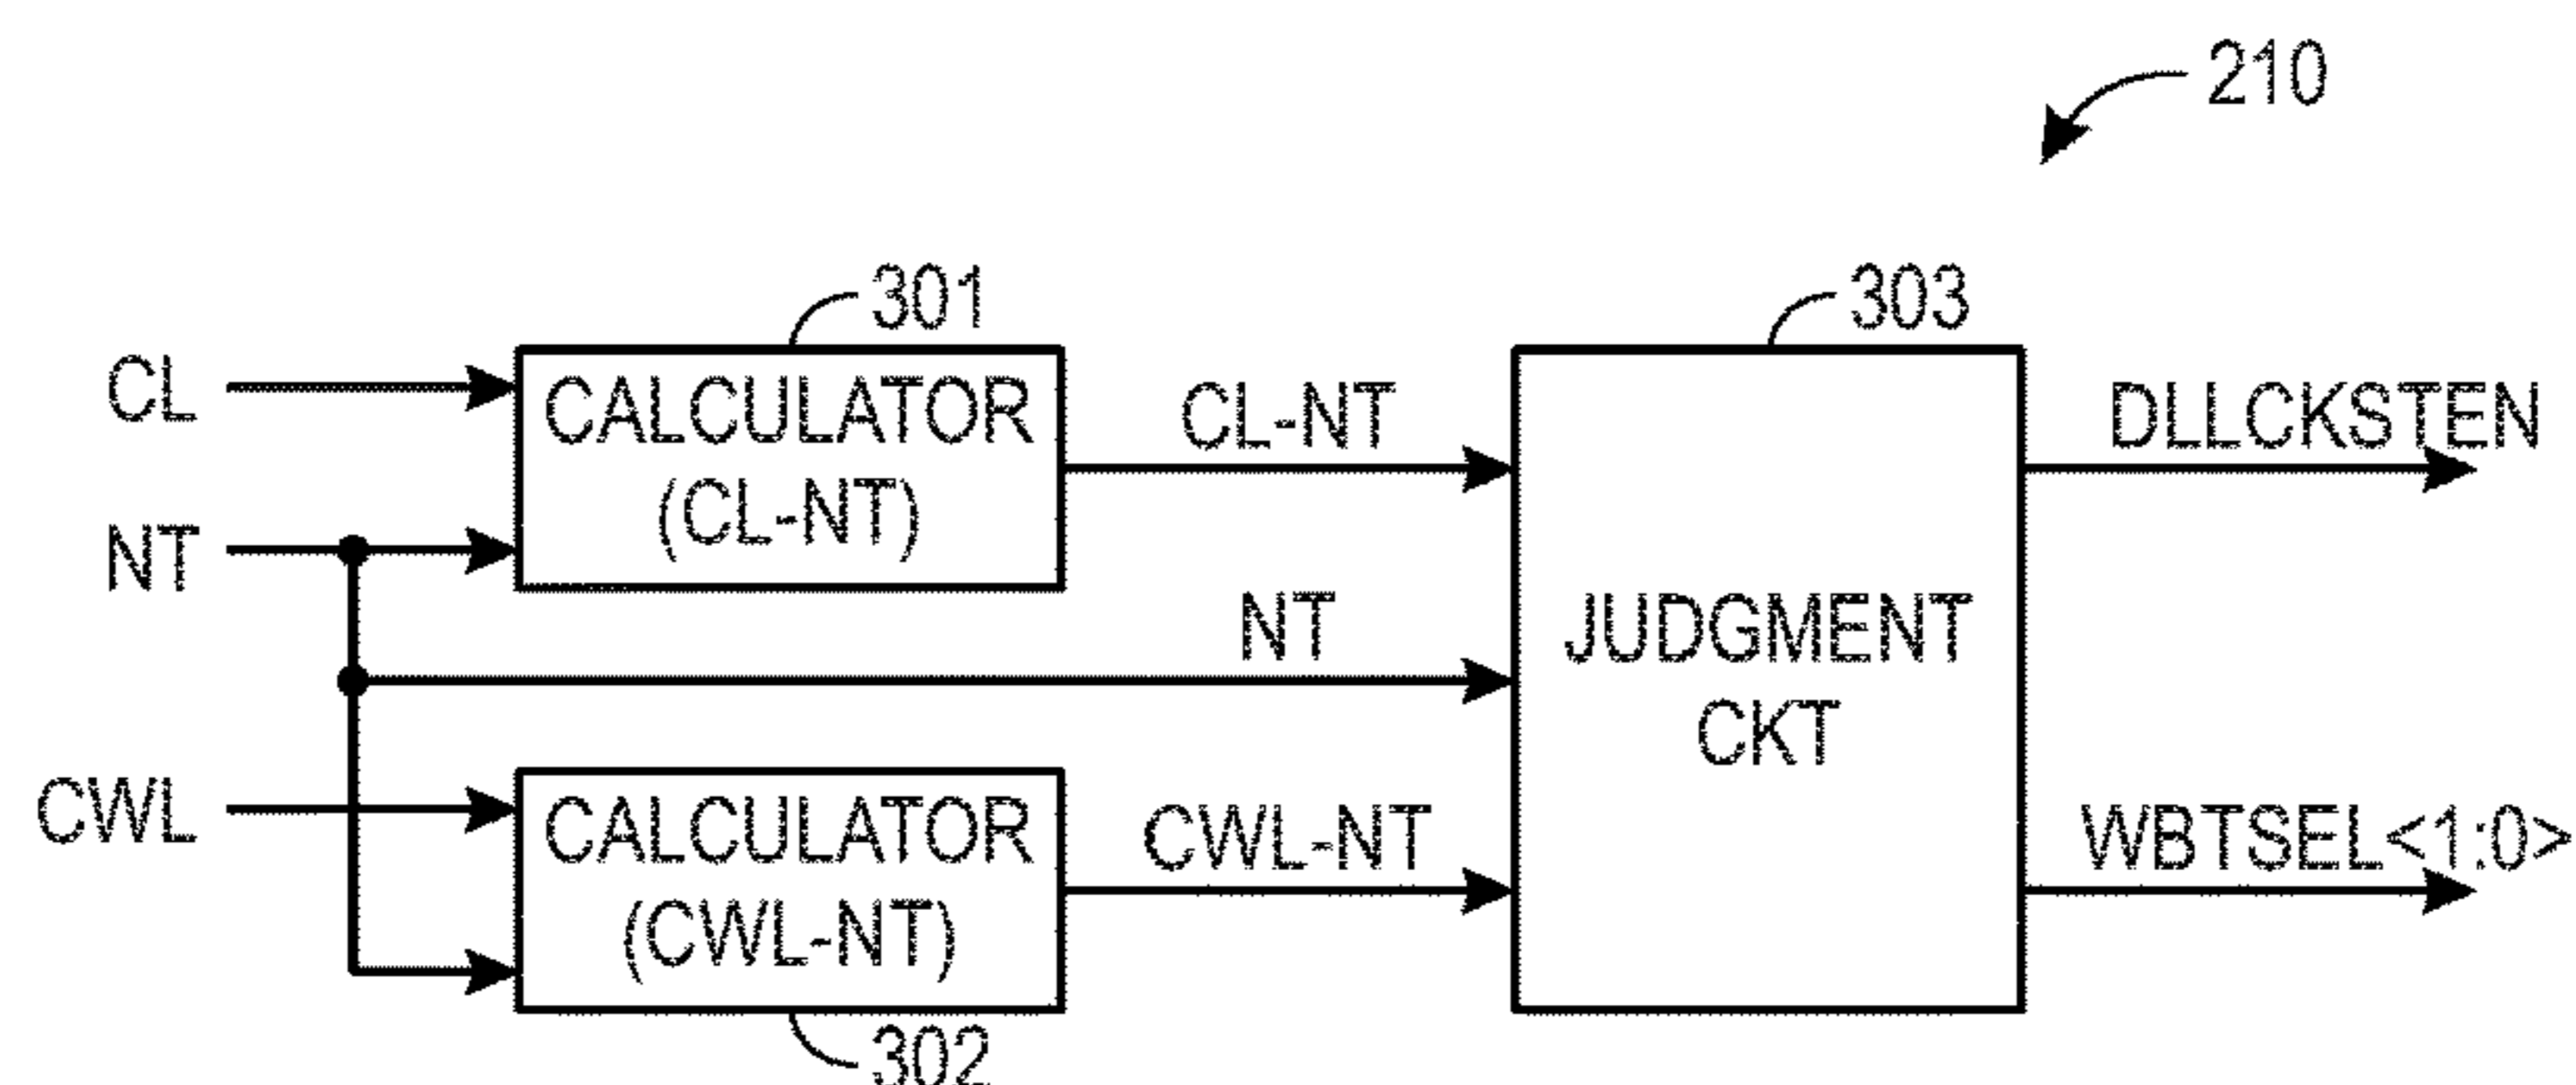 210
301
303
CL
CALCULATOR
(CL-NT)
CL-NT
DLLCKSTEN
NT
NT
JUDGMENT
CKT
CWL
CALCULATOR
(CWL-NT)
CWL-NT
WBTSEL<1:0>
302